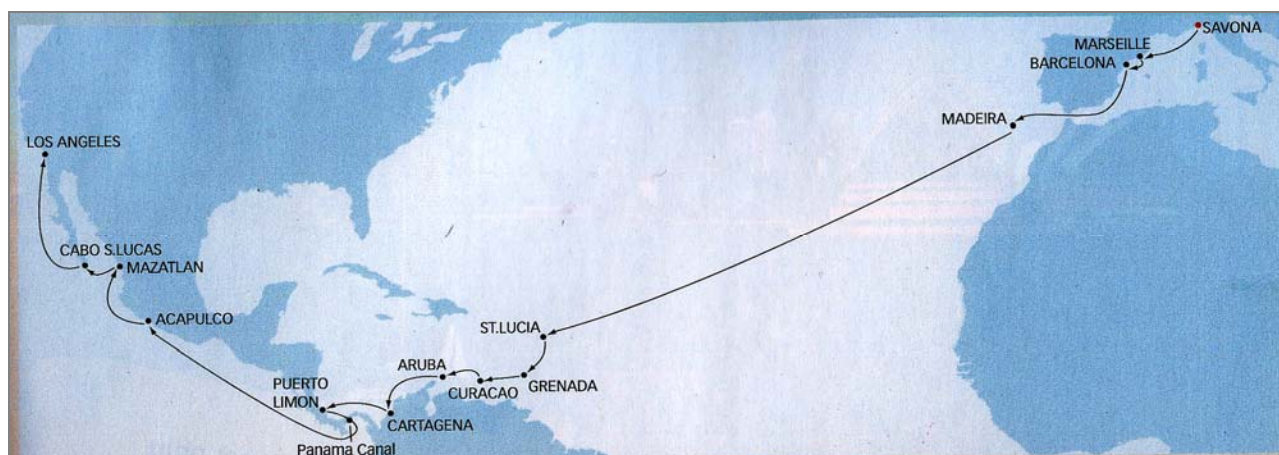 SAVONA
MARSEILLE
BARCELONA
MADEIRA
LOS ANGELES
CABO S.LUCAS
MAZATLAN
ACAPULCO
ST.LUCIA
ARUBA
CURACAO
GRENADA
PUERTO
LIMON
CARTAGENA
Panama Canal